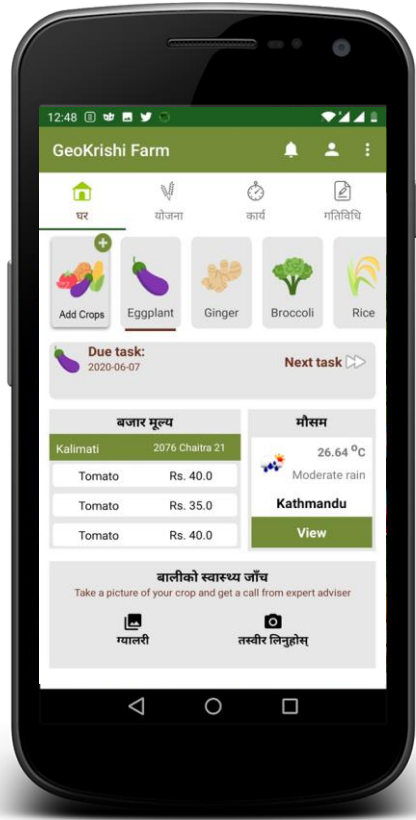 12:48
GeoKrishi Farm
घर योजना कार्य गतिविधि
Add Crops Eggplant Ginger Broccoli Rice
Due task:
2020-06-07
Next task
बजार मूल्य
Kalimati 2076 Chaitra 21
Tomato Rs. 40.0
Tomato Rs. 35.0
Tomato Rs. 40.0
मौसम
26.64 ⁰C
Moderate rain
Kathmandu
View
बालीको स्वास्थ्य जाँच
Take a picture of your crop and get a call from expert adviser
ग्यालरी तस्वीर लिनुहोस्